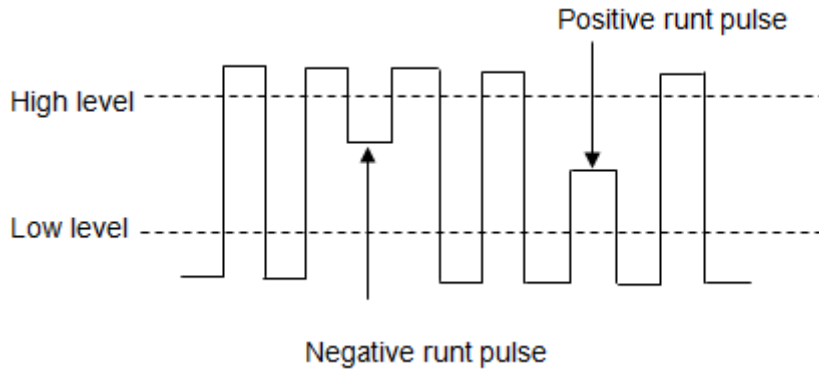 Positive runt pulse
High level
Low level
Negative runt pulse